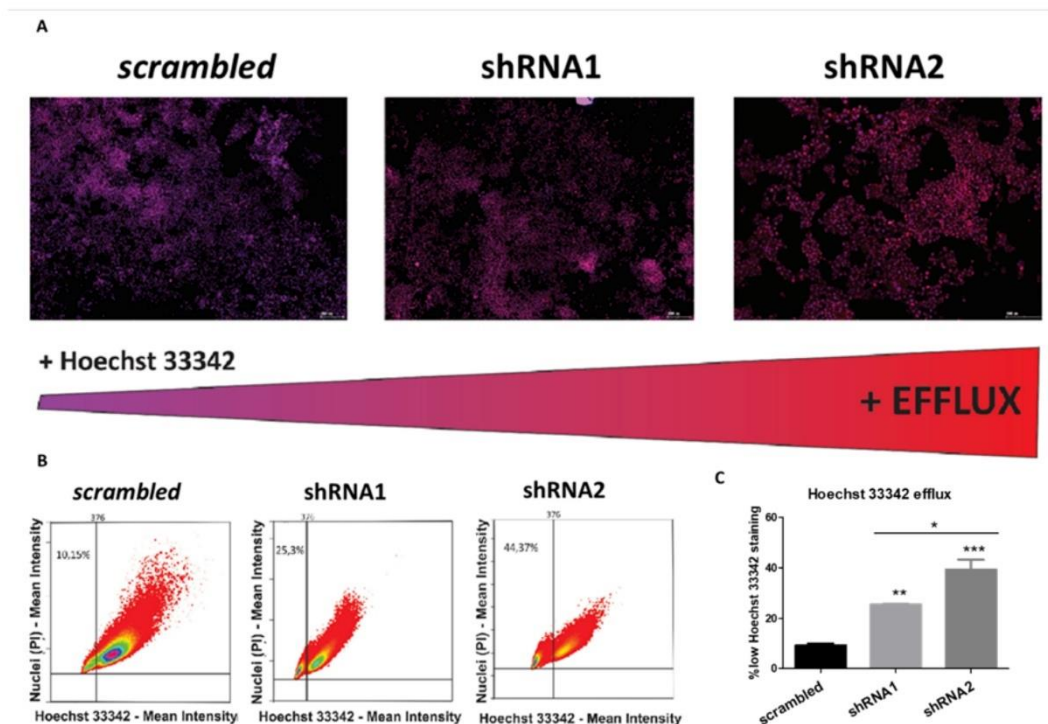 A
scrambled
shRNA1
shRNA2
+ Hoechst 33342
+ EFFLUX
B
scrambled
shRNA1
shRNA2
376
10,15%
Nuclei (PI) - Mean Intensity
Hoechst 33342 - Mean Intensity
25,3%
Nuclei (PI) - Mean Intensity
Hoechst 33342 - Mean Intensity
376
44,37%
Nuclei (PI) - Mean Intensity
Hoechst 33342 - Mean Intensity
C
Hoechst 33342 efflux
%low Hoechst 33342 staining
60
40
20
0
*
**
***
scrambled
shRNA1
shRNA2